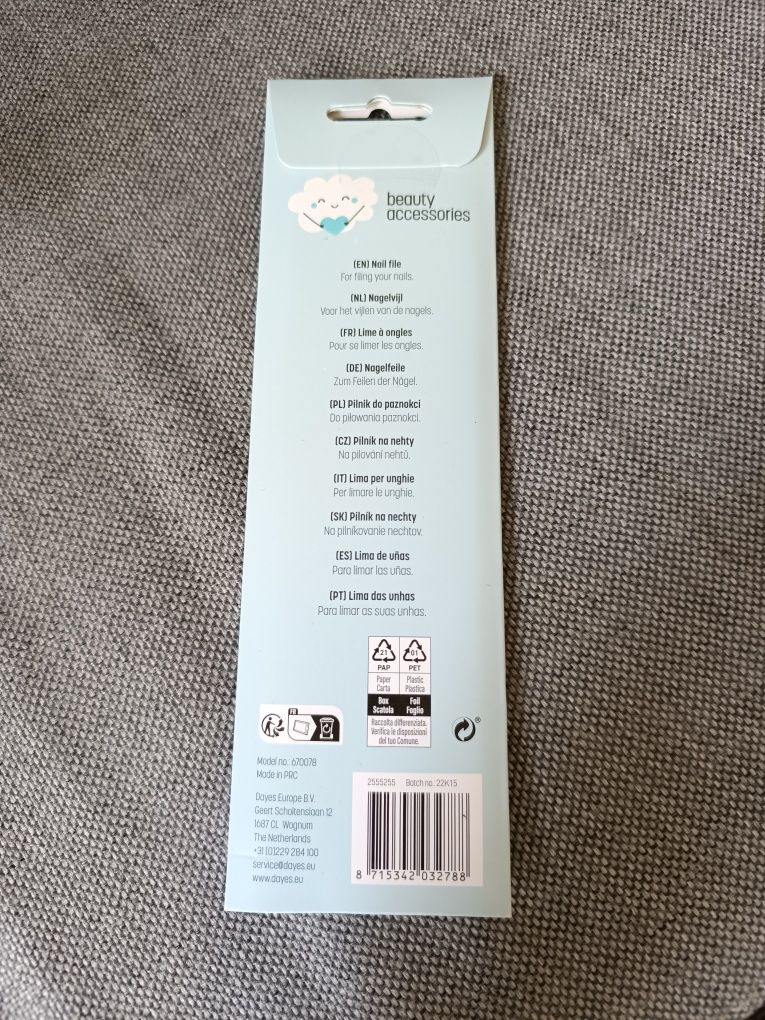 beauty
accessories
(EN) Nail file
For filing your nails.
(NL) Nagelvijl
Voor het vijlen van de nagels.
(FR) Lime à ongles
Pour se limer les ongles.
(DE) Nagelfeile
Zum Feilen der Nägel.
(PL) Pilnik do paznokci
Do piłowania paznokci.
(CZ) Pilník na nehty
Na pilování nehtů.
(IT) Lima per unghie
Per limare le unghie.
(SK) Pilník na nechty
Na pilníkovanie nechtov.
(ES) Lima de uñas
Para limar las uñas.
(PT) Lima das unhas
Para limar as suas unhas.
21 01
PAP PET
Paper Plastic
Carta Plastica
Box Foil
Scatola Foglio
Raccolta differenziata.
Verifica le disposizioni
del tuo Comune.
FR
®
Model no.: 670078
Made in PRC
Dayes Europe B.V.
Geert Scholtenslaan 12
1687 CL Wognum
The Netherlands
+31 (0)229 284 100
service@dayes.eu
www.dayes.eu
2555255 Batch no.: 22K15
8 715342 032788